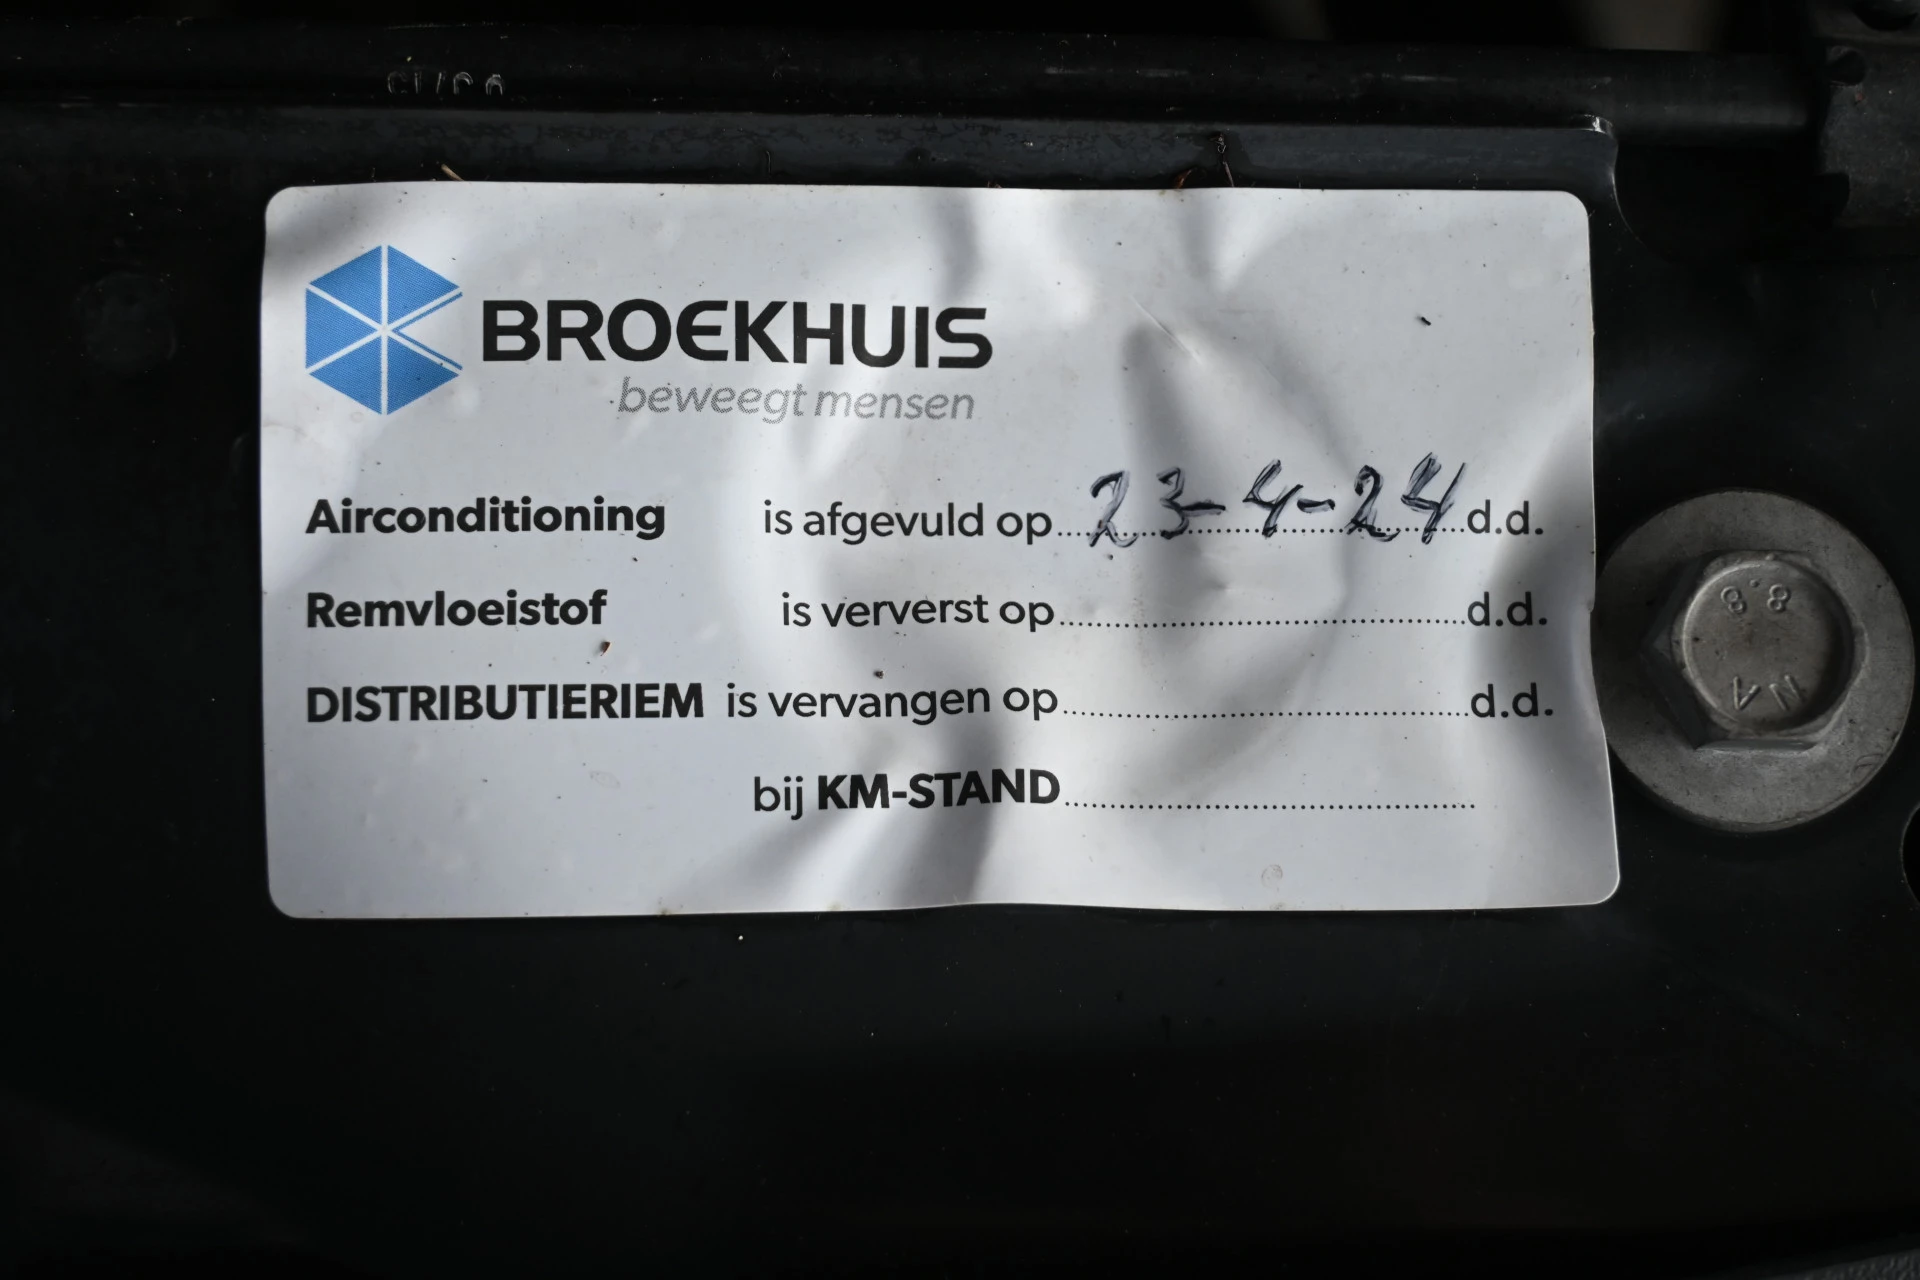 BROEKHUIS
beweegt mensen
Airconditioning is afgevuld op 23-4-24 d.d.
Remvloeistof is ververst op d.d.
DISTRIBUTIERIEM is vervangen op d.d.
bij KM-STAND
8.8
NA